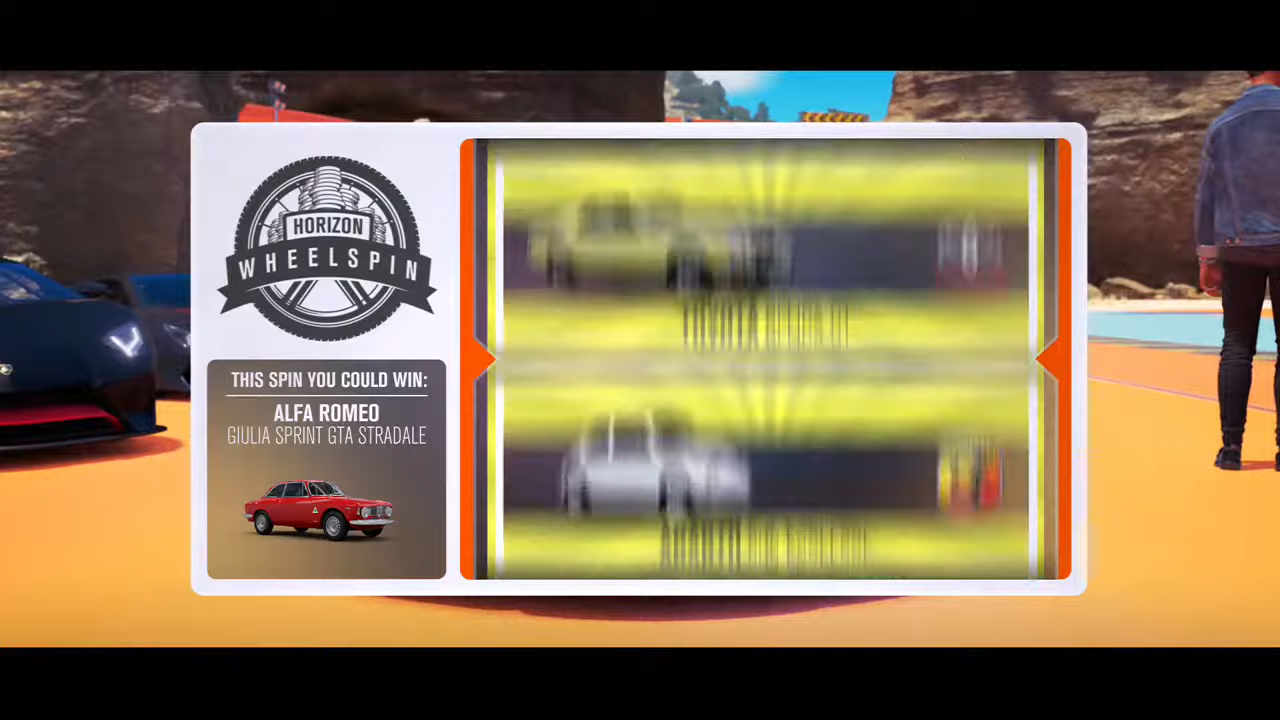 HORIZON
WHEELSPIN
THIS SPIN YOU COULD WIN:
ALFA ROMEO
GIULIA SPRINT GTA STRADALE